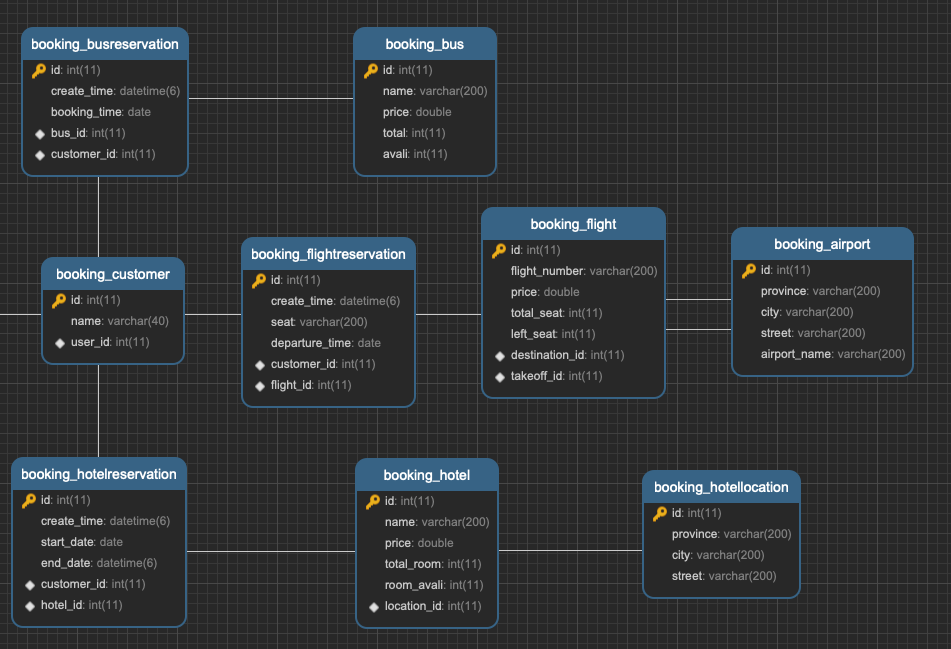 booking_busreservation
id: int(11)
create_time: datetime(6)
booking_time: date
bus_id: int(11)
customer_id: int(11)
booking_bus
id: int(11)
name: varchar(200)
price: double
total: int(11)
avali: int(11)
booking_customer
id: int(11)
name: varchar(40)
user_id: int(11)
booking_flightreservation
id: int(11)
create_time: datetime(6)
seat: varchar(200)
departure_time: date
customer_id: int(11)
flight_id: int(11)
booking_flight
id: int(11)
flight_number: varchar(200)
price: double
total_seat: int(11)
left_seat: int(11)
destination_id: int(11)
takeoff_id: int(11)
booking_airport
id: int(11)
province: varchar(200)
city: varchar(200)
street: varchar(200)
airport_name: varchar(200)
booking_hotelreservation
id: int(11)
create_time: datetime(6)
start_date: date
end_date: datetime(6)
customer_id: int(11)
hotel_id: int(11)
booking_hotel
id: int(11)
name: varchar(200)
price: double
total_room: int(11)
room_avali: int(11)
location_id: int(11)
booking_hotellocation
id: int(11)
province: varchar(200)
city: varchar(200)
street: varchar(200)